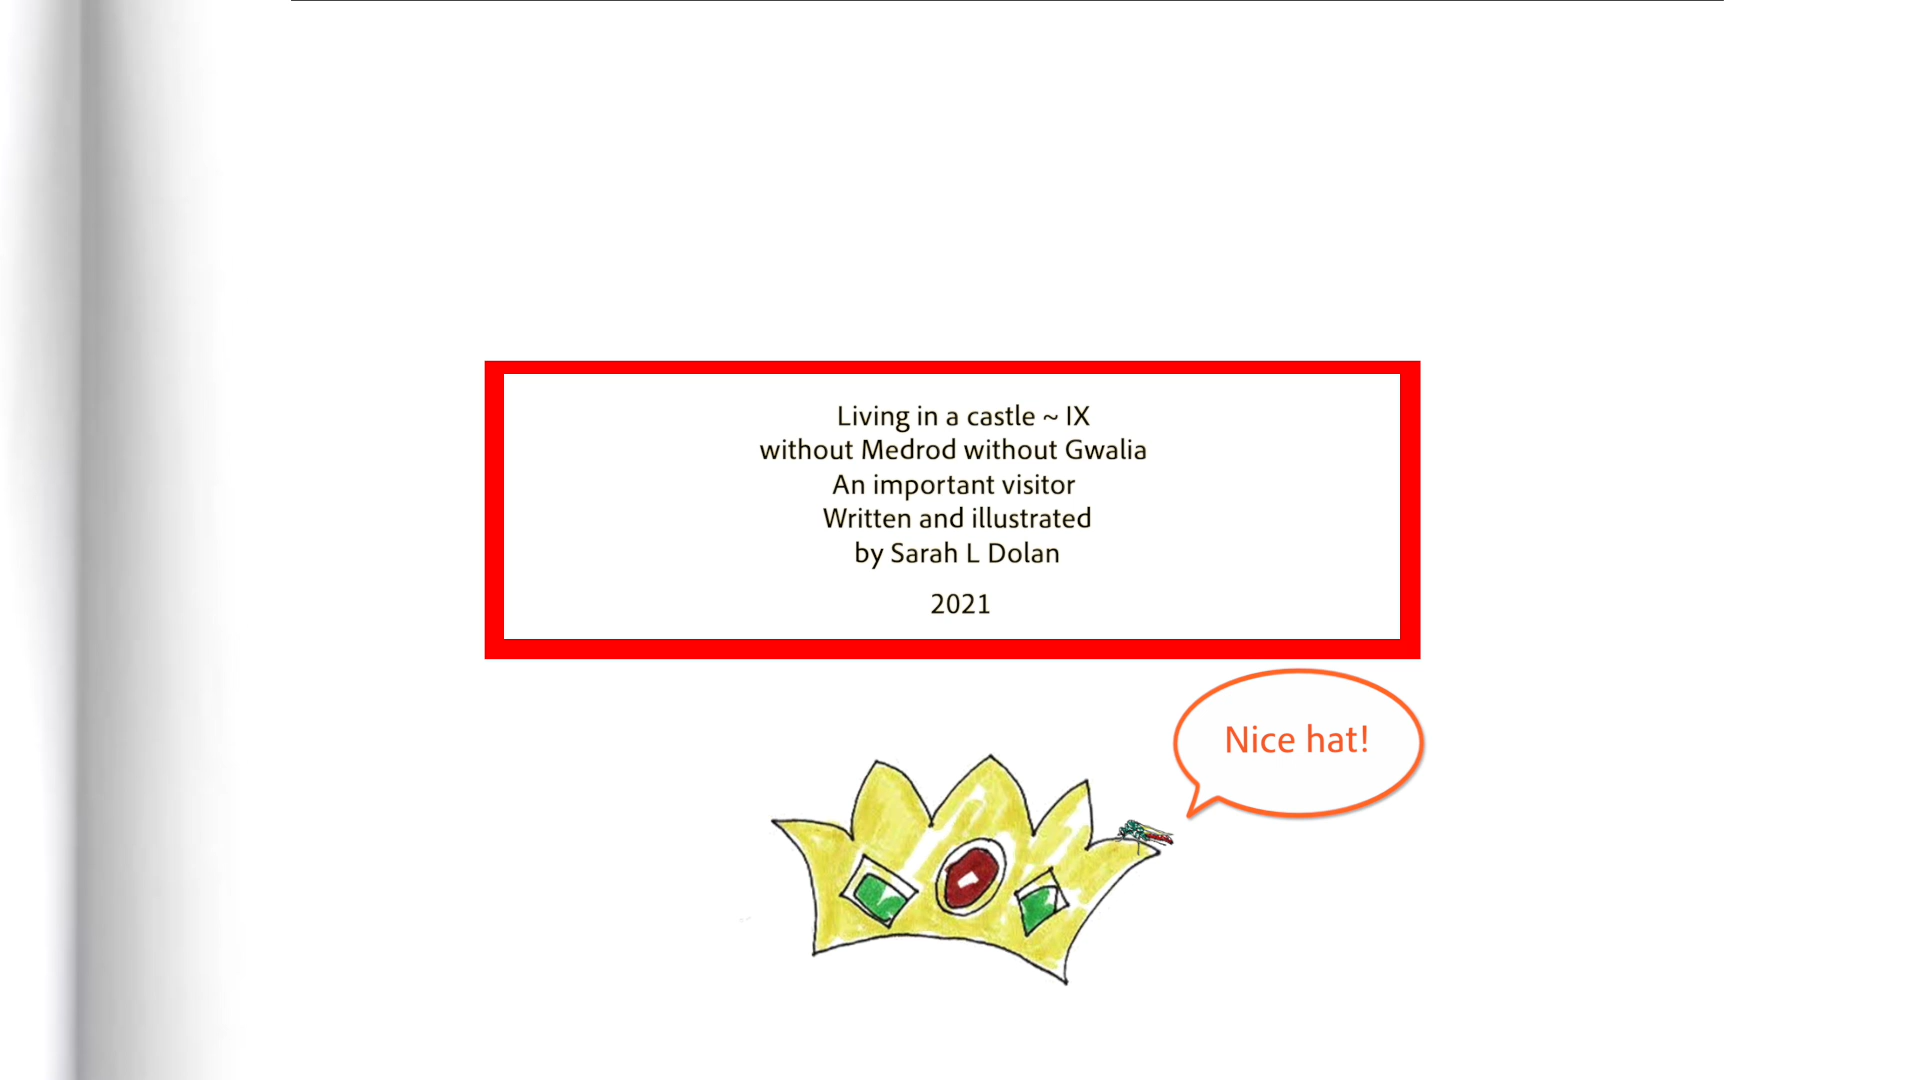 Living in a castle ~ IX
without Medrod without Gwalia
An important visitor
Written and illustrated
by Sarah L Dolan
2021
Nice hat!